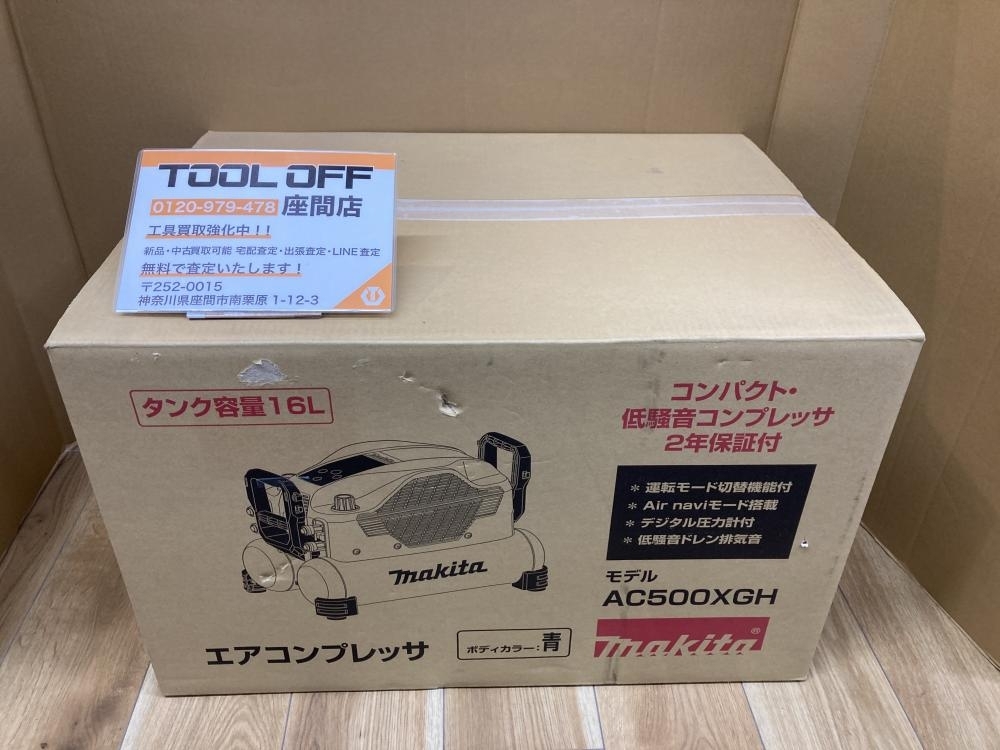 TOOL OFF
0120-979-478 座間店
工具買取強化中!!
新品・中古買取可能 宅配査定・出張査定・LINE査定
無料で査定いたします!
〒252-0015
神奈川県座間市南栗原 1-12-3
タンク容量16L
コンパクト・
低騒音コンプレッサ
2年保証付
＊ 運転モード切替機能付
＊ Air naviモード搭載
＊ デジタル圧力計付
＊ 低騒音ドレン排気音
makita
モデル
AC500XGH
エアコンプレッサ
ボディカラー:青
makita®